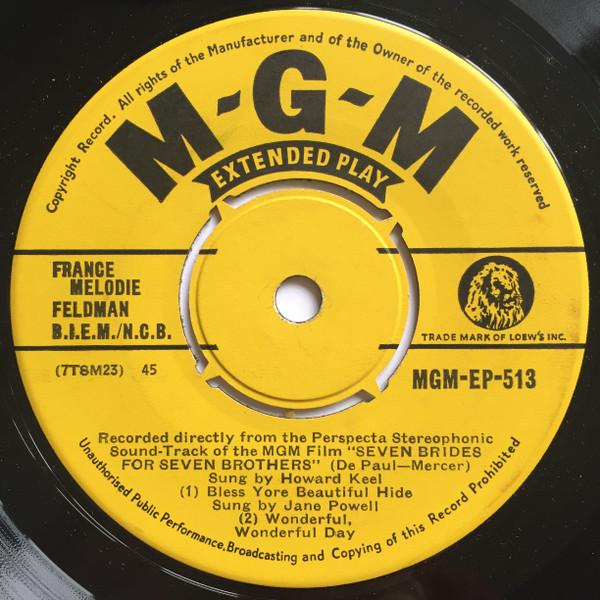 Copyright Record. All rights of the Manufacturer and of the Owner of the recorded work reserved
M-G-M
EXTENDED PLAY
FRANCE
MELODIE
FELDMAN
B.I.E.M./N.C.B.
TRADE MARK OF LOEW'S INC.
(7TSM23) 45
MGM-EP-513
Recorded directly from the Perspecta Stereophonic
Sound-Track of the MGM Film "SEVEN BRIDES
FOR SEVEN BROTHERS" (De Paul—Mercer)
Sung by Howard Keel
(1) Bless Yore Beautiful Hide
Sung by Jane Powell
(2) Wonderful,
Wonderful Day
Unauthorised Public Performance, Broadcasting and Copying of this Record Prohibited